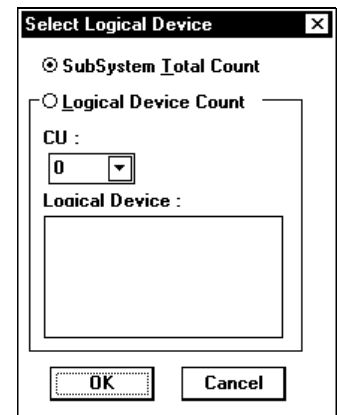 Select Logical Device
SubSystem Total Count
Logical Device Count
CU :
0
Logical Device :
OK Cancel